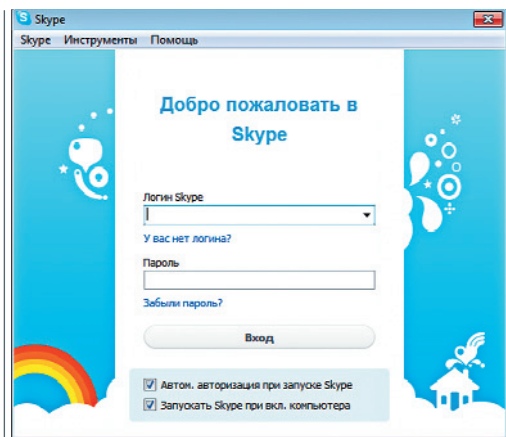 Skype
Skype Инструменты Помощь
Добро пожаловать в
Skype
Логин Skype
У вас нет логина?
Пароль
Забыли пароль?
Вход
Автом. авторизация при запуске Skype
Запускать Skype при вкл. компьютера